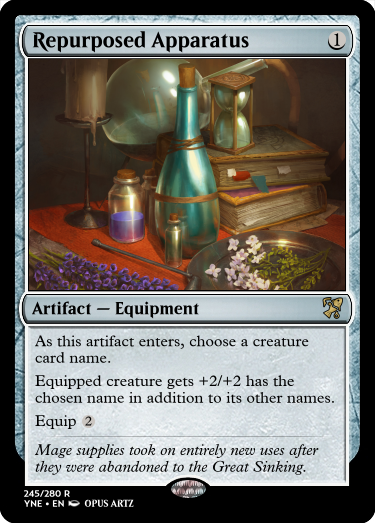 Repurposed Apparatus 1
Artifact — Equipment
As this artifact enters, choose a creature
card name.
Equipped creature gets +2/+2 has the
chosen name in addition to its other names.
Equip 2
Mage supplies took on entirely new uses after
they were abandoned to the Great Sinking.
245/280 R
YNE • EN OPUS ARTZ